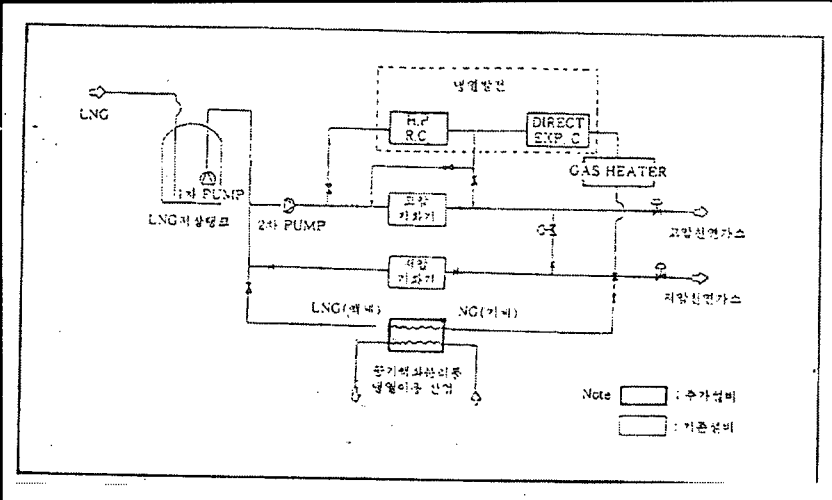 냉열발전
H.P
R.C
DIRECT
EXP. C
LNG
GAS HEATER
1차 PUMP
LNG저장탱크
2차 PUMP
고압
기화기
고압천연가스
저압
기화기
저압천연가스
LNG(액체)
NG(기체)
공기액화분리등
냉열이용 산업
Note
: 추가설비
: 기존설비